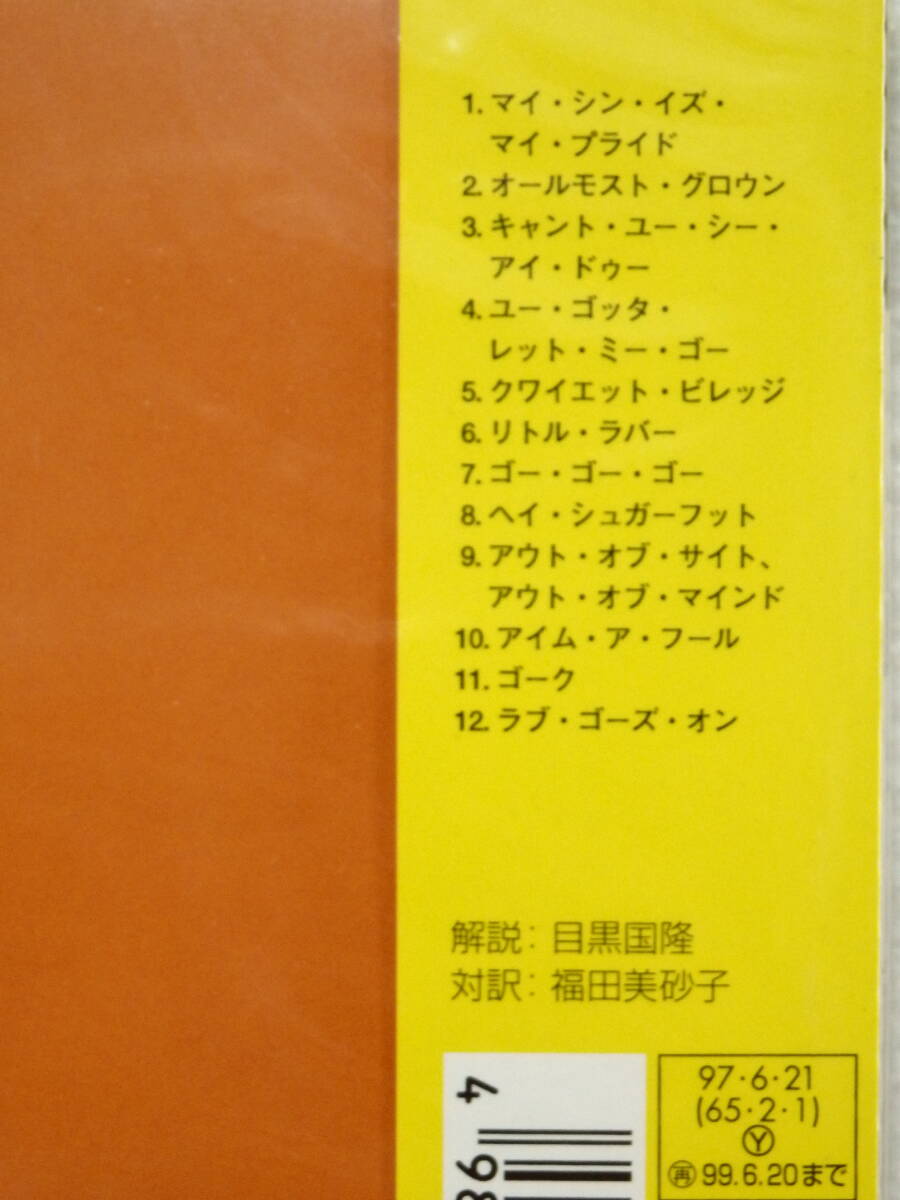 1. マイ・シン・イズ・
マイ・プライド
2. オールモスト・グロウン
3. キャント・ユー・シー・
アイ・ドゥー
4. ユー・ゴッタ・
レット・ミー・ゴー
5. クワイエット・ビレッジ
6. リトル・ラバー
7. ゴー・ゴー・ゴー
8. ヘイ・シュガーフット
9. アウト・オブ・サイト、
アウト・オブ・マインド
10. アイム・ア・フール
11. ゴーク
12. ラブ・ゴーズ・オン
解説: 目黒国隆
対訳: 福田美砂子
4 98
97・6・21
(65・2・1)
Ⓨ
㊢99.6.20まで